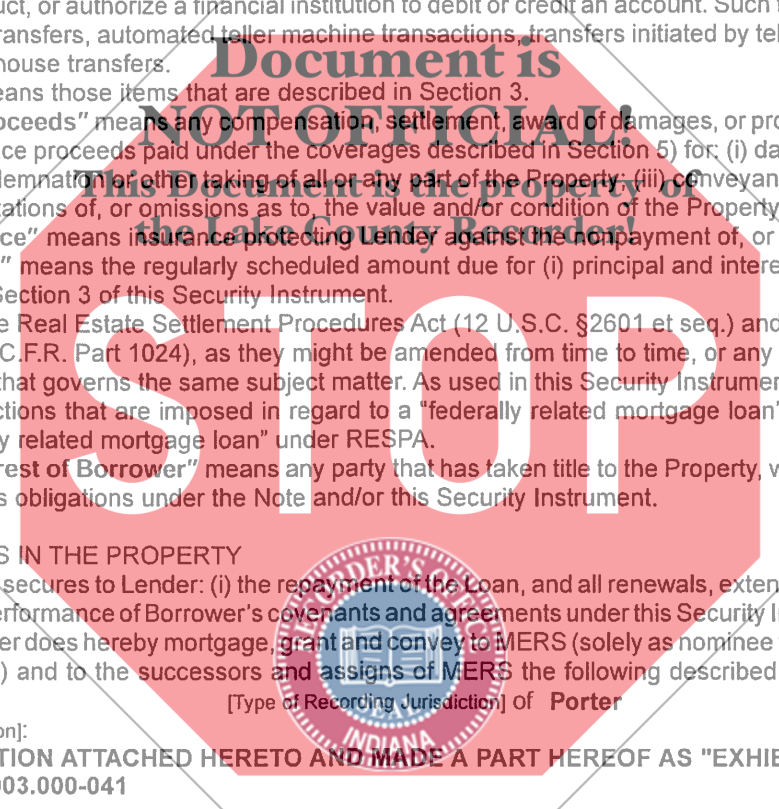 uct, or authorize a financial institution to debit or credit an account. Such
ransfers, automated teller machine transactions, transfers initiated by tel
house transfers.
Document is
eans those items that are described in Section 3.
oceeds" means any compensation, settlement, award of damages, or pro
NOT OFFICIAL!
ce proceeds paid under the coverages described in Section 5) for: (i) da
demnation or other taking of all or any part of the Property; (iii) conveyan
This Document is the property of
ations of, or omissions as to, the value and/or condition of the Property
the Lake County Recorder!
ce" means insurance protecting Lender against the nonpayment of, or
" means the regularly scheduled amount due for (i) principal and intere
Section 3 of this Security Instrument.
e Real Estate Settlement Procedures Act (12 U.S.C. §2601 et seq.) and
C.F.R. Part 1024), as they might be amended from time to time, or any
that governs the same subject matter. As used in this Security Instrumen
ctions that are imposed in regard to a "federally related mortgage loan"
y related mortgage loan" under RESPA.
STOP
rest of Borrower" means any party that has taken title to the Property, w
s obligations under the Note and/or this Security Instrument.
S IN THE PROPERTY
secures to Lender: (i) the repayment of the Loan, and all renewals, exten
erformance of Borrower's covenants and agreements under this Security I
er does hereby mortgage, grant and convey to MERS (solely as nominee
) and to the successors and assigns of MERS the following described
RECORDER'S OFFICE
SEAL
INDIANA
[Type of Recording Jurisdiction] of Porter
on]:
TION ATTACHED HERETO AND MADE A PART HEREOF AS "EXHIB
003.000-041